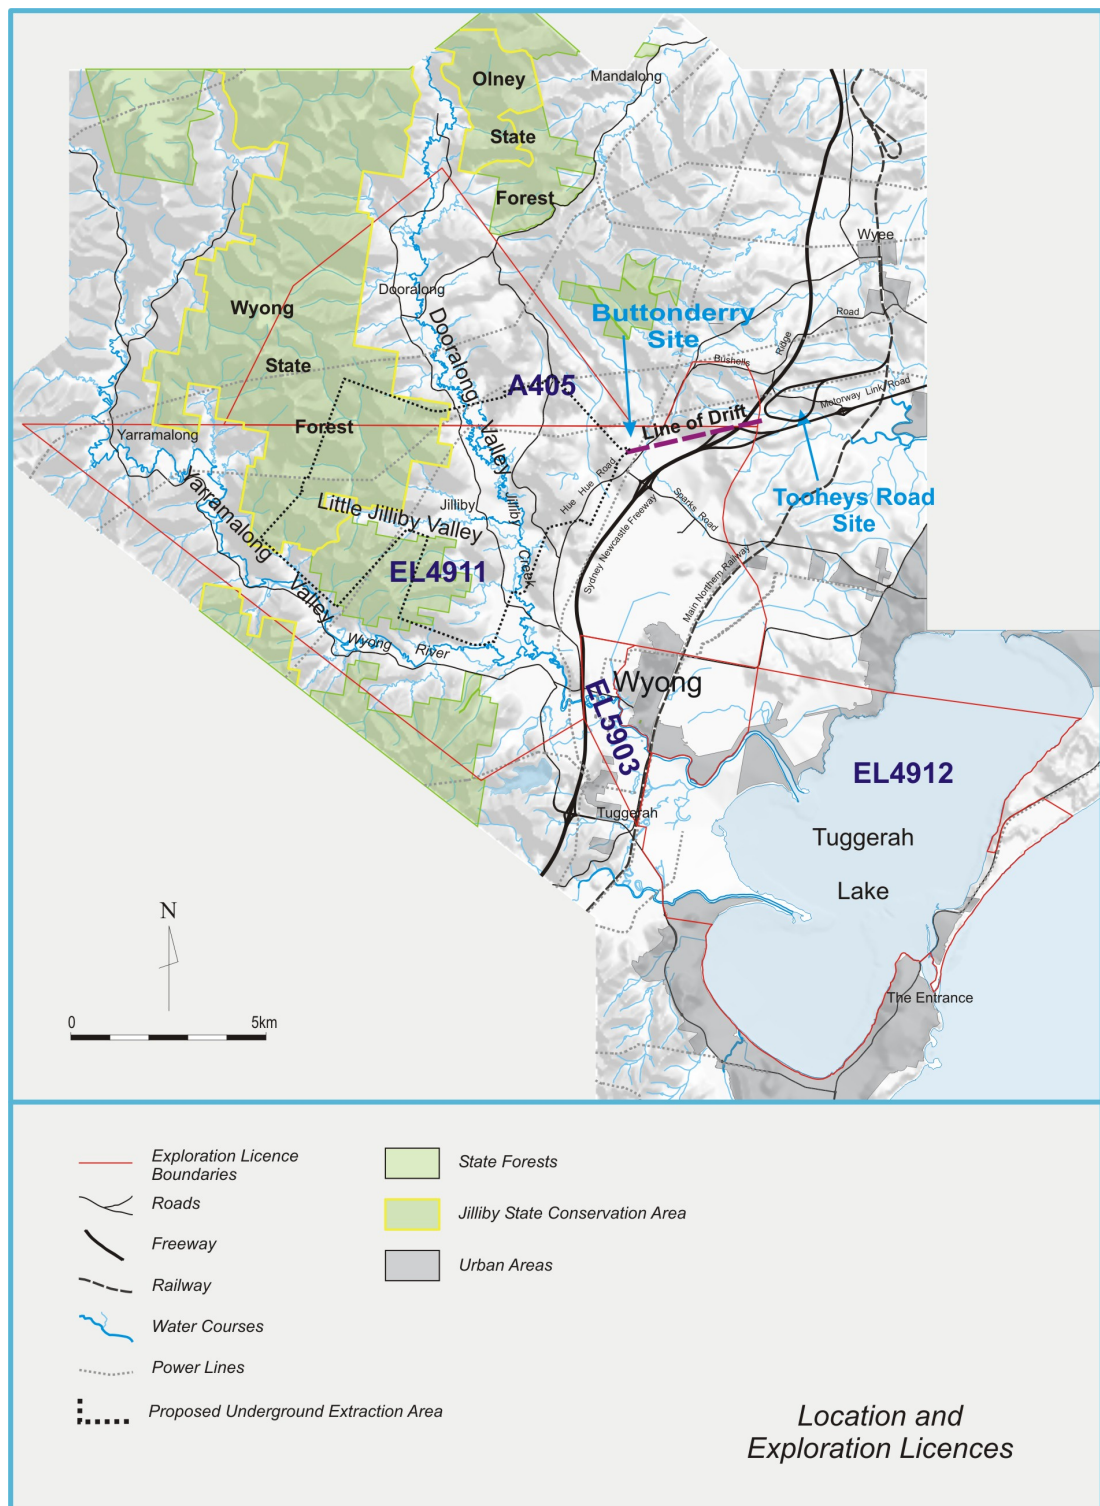 Olney
State
Forest
Mandalong
Wyee
Dooralong
Wyong
State
Forest
Buttonderry
Site
Road
Ridge
Bushells
Dooralong
Valley
A405
Motorway Link Road
Line of Drift
Yarramalong
Hue Hue Road
Tooneys Road
Site
Yarramalong
Valley
Little Jilliby Valley
Jilliby
Jilliby
Creek
Sparks Road
Sydney Newcastle Freeway
Main Northern Railway
EL4911
Wyong River
Wyong
EL5903
EL4912
Tuggerah
Tuggerah
Lake
The Entrance
N
0 5km
Exploration Licence
Boundaries
Roads
Freeway
Railway
Water Courses
Power Lines
Proposed Underground Extraction Area
State Forests
Jilliby State Conservation Area
Urban Areas
Location and
Exploration Licences